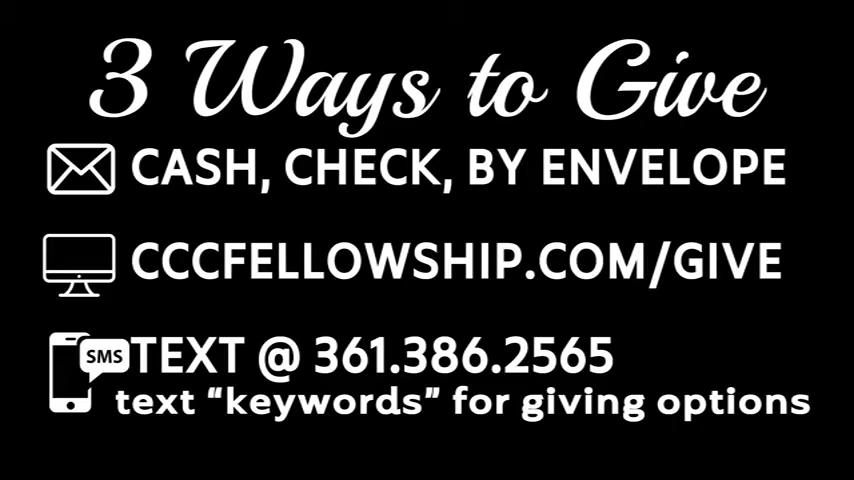 3 Ways to Give
CASH, CHECK, BY ENVELOPE
CCCFELLOWSHIP.COM/GIVE
SMS TEXT @ 361.386.2565
text “keywords” for giving options